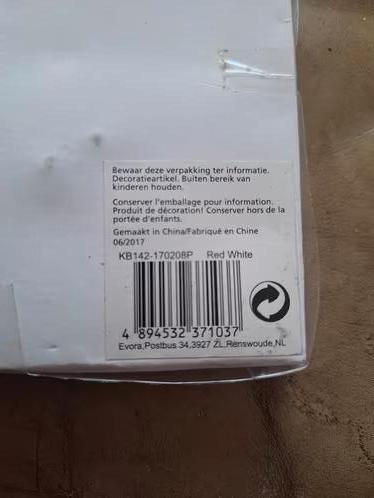 Bewaar deze verpakking ter informatie.
Decoratieartikel. Buiten bereik van
kinderen houden.
Conserver l'emballage pour information.
Produit de décoration! Conserver hors de la
portée d'enfants.
Gemaakt in China/Fabriqué en Chine
06/2017
KB142-170208P Red White
4 894532 371037
Evora,Postbus 34,3927 ZL,Renswoude,NL